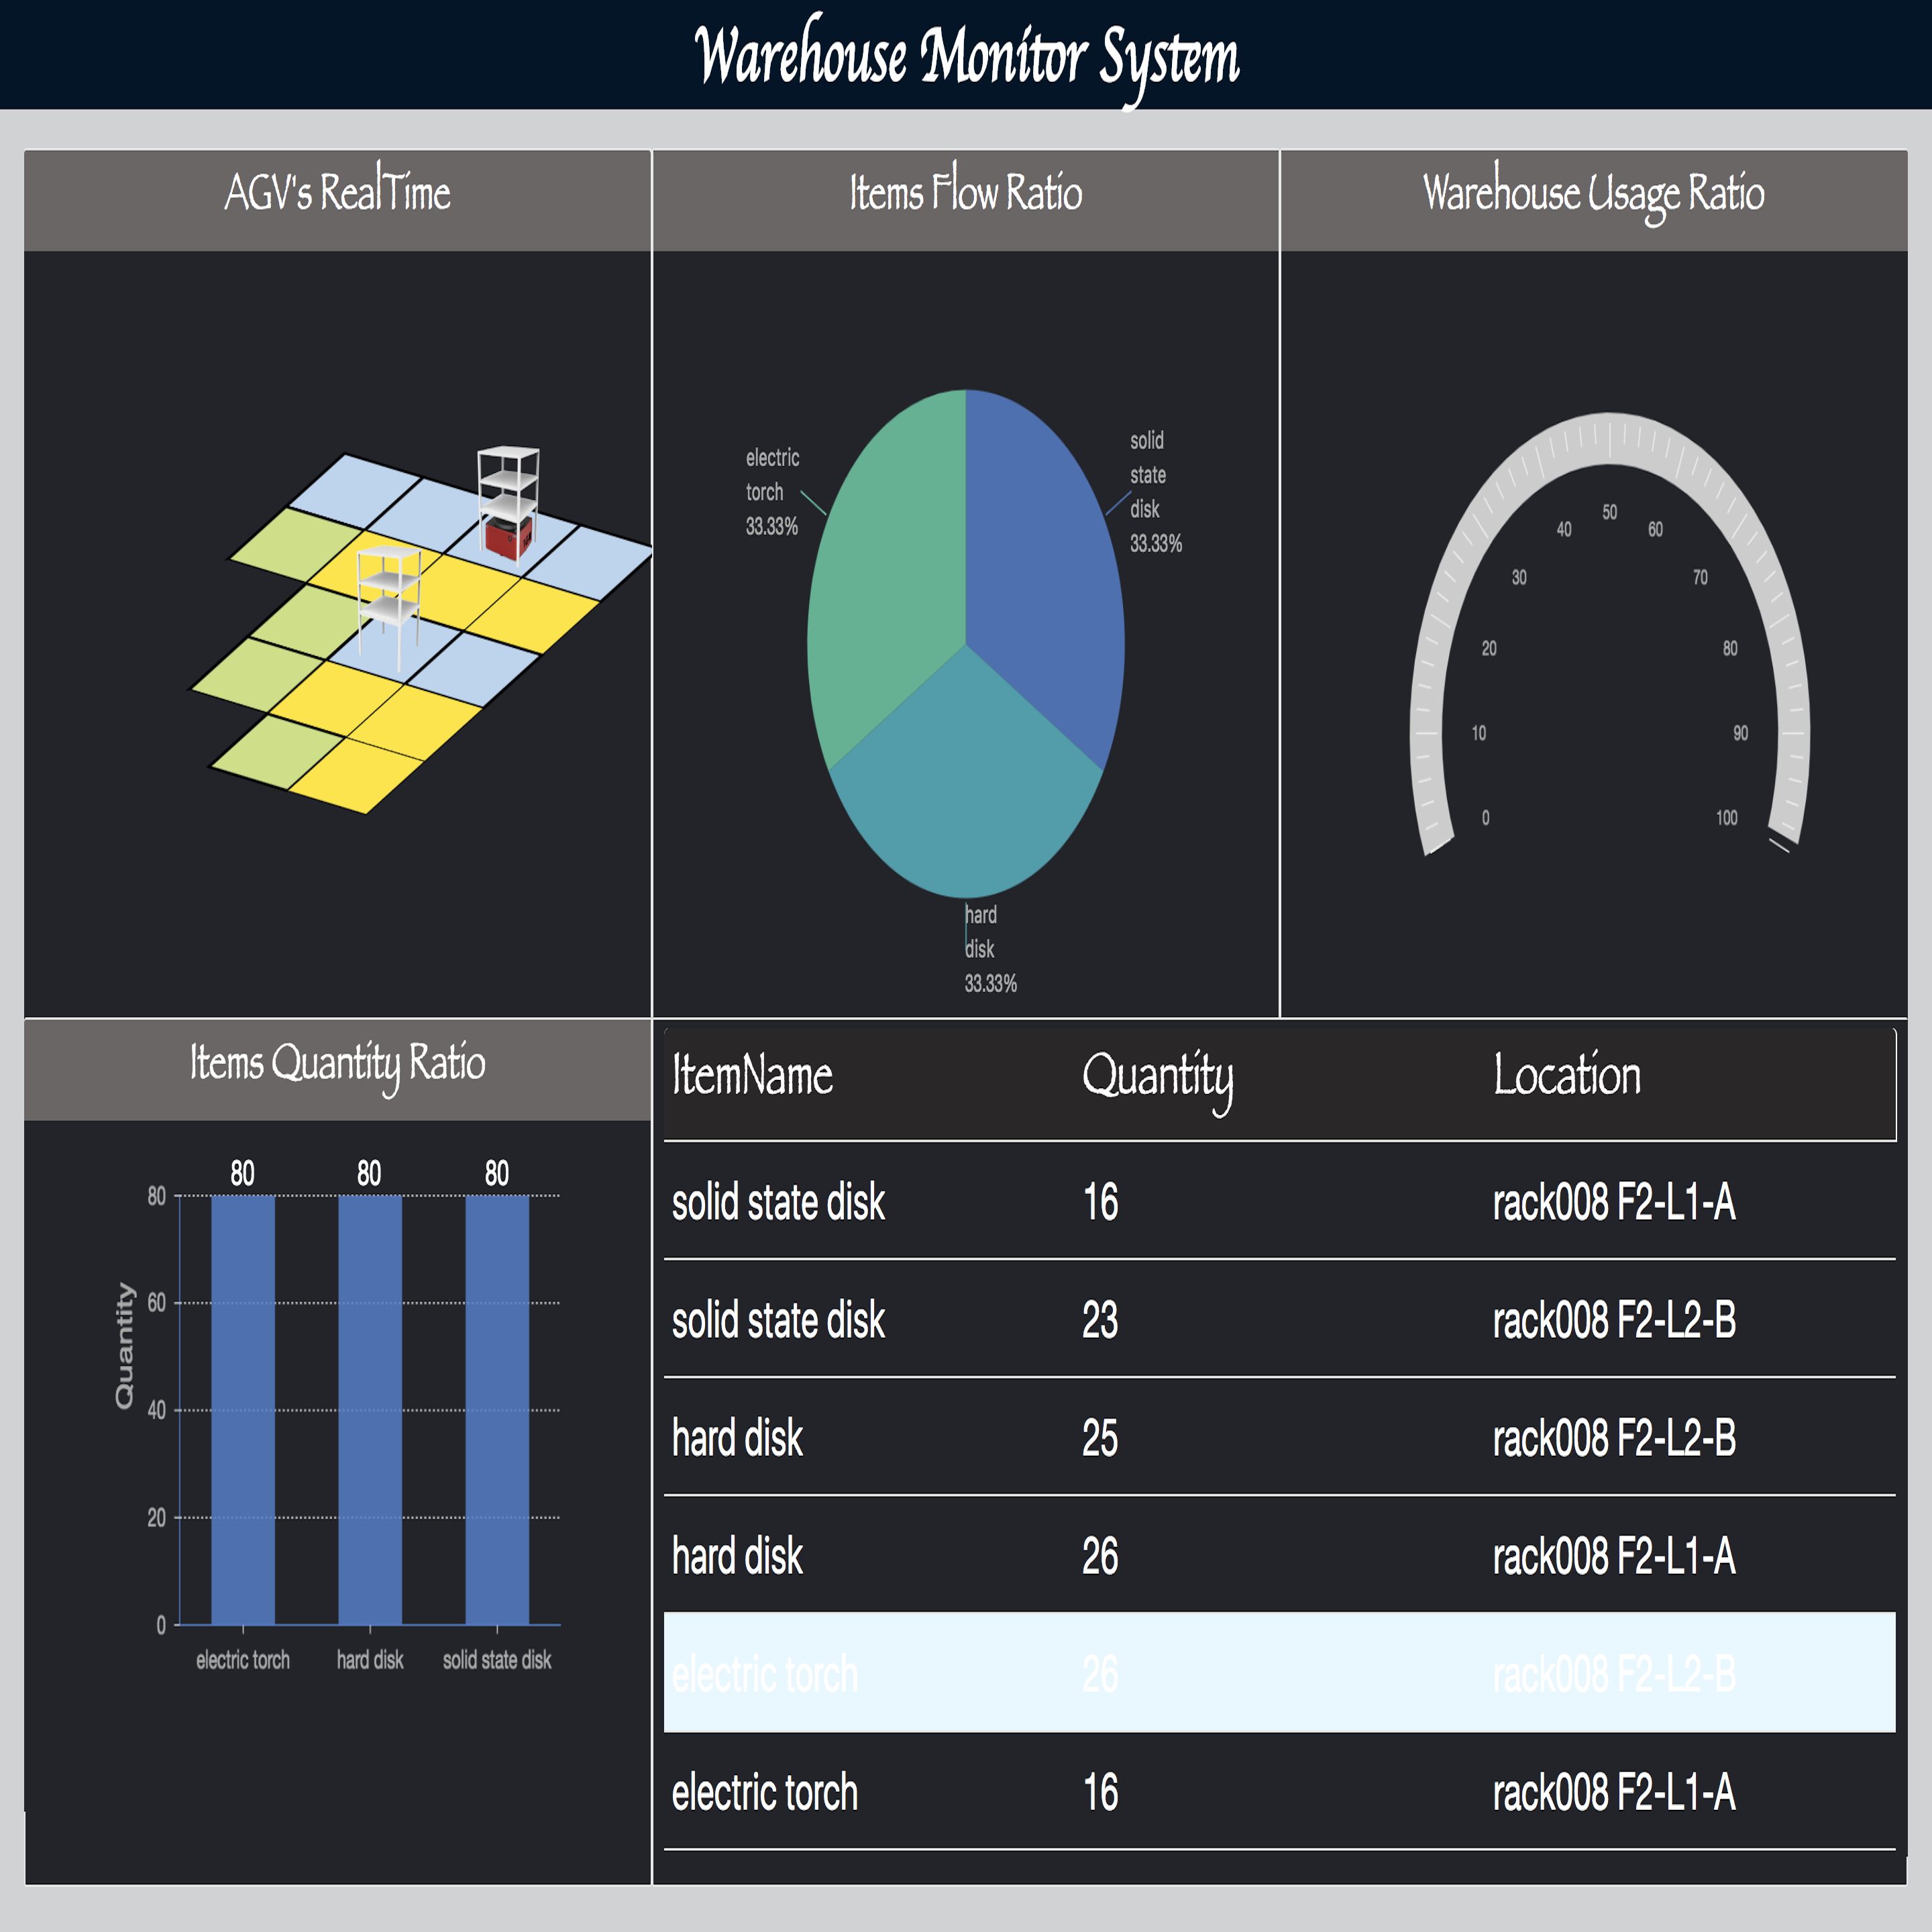 Warehouse Monitor System
AGV's RealTime
Items Flow Ratio
Warehouse Usage Ratio
electric
torch
33.33%
solid
state
disk
33.33%
hard
disk
33.33%
50
40
60
30
70
20
80
10
90
0
100
Items Quantity Ratio
80
80
80
80
60
40
20
0
Quantity
electric torch
hard disk
solid state disk
ItemName Quantity Location
solid state disk 16 rack008 F2-L1-A
solid state disk 23 rack008 F2-L2-B
hard disk 25 rack008 F2-L2-B
hard disk 26 rack008 F2-L1-A
electric torch 26 rack008 F2-L2-B
electric torch 16 rack008 F2-L1-A